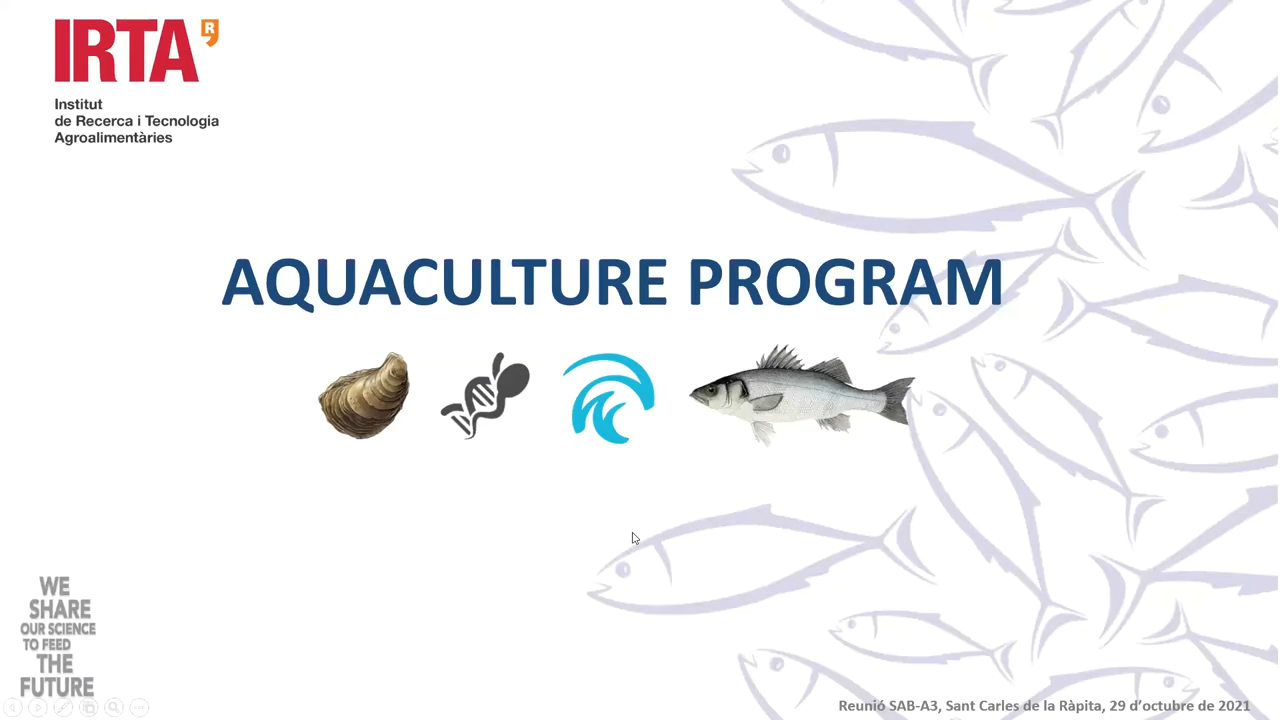 IRTA R
Institut
de Recerca i Tecnologia
Agroalimentàries
AQUACULTURE PROGRAM
WE
SHARE
OUR SCIENCE
TO FEED
THE
FUTURE
Reunió SAB-A3, Sant Carles de la Ràpita, 29 d’octubre de 2021